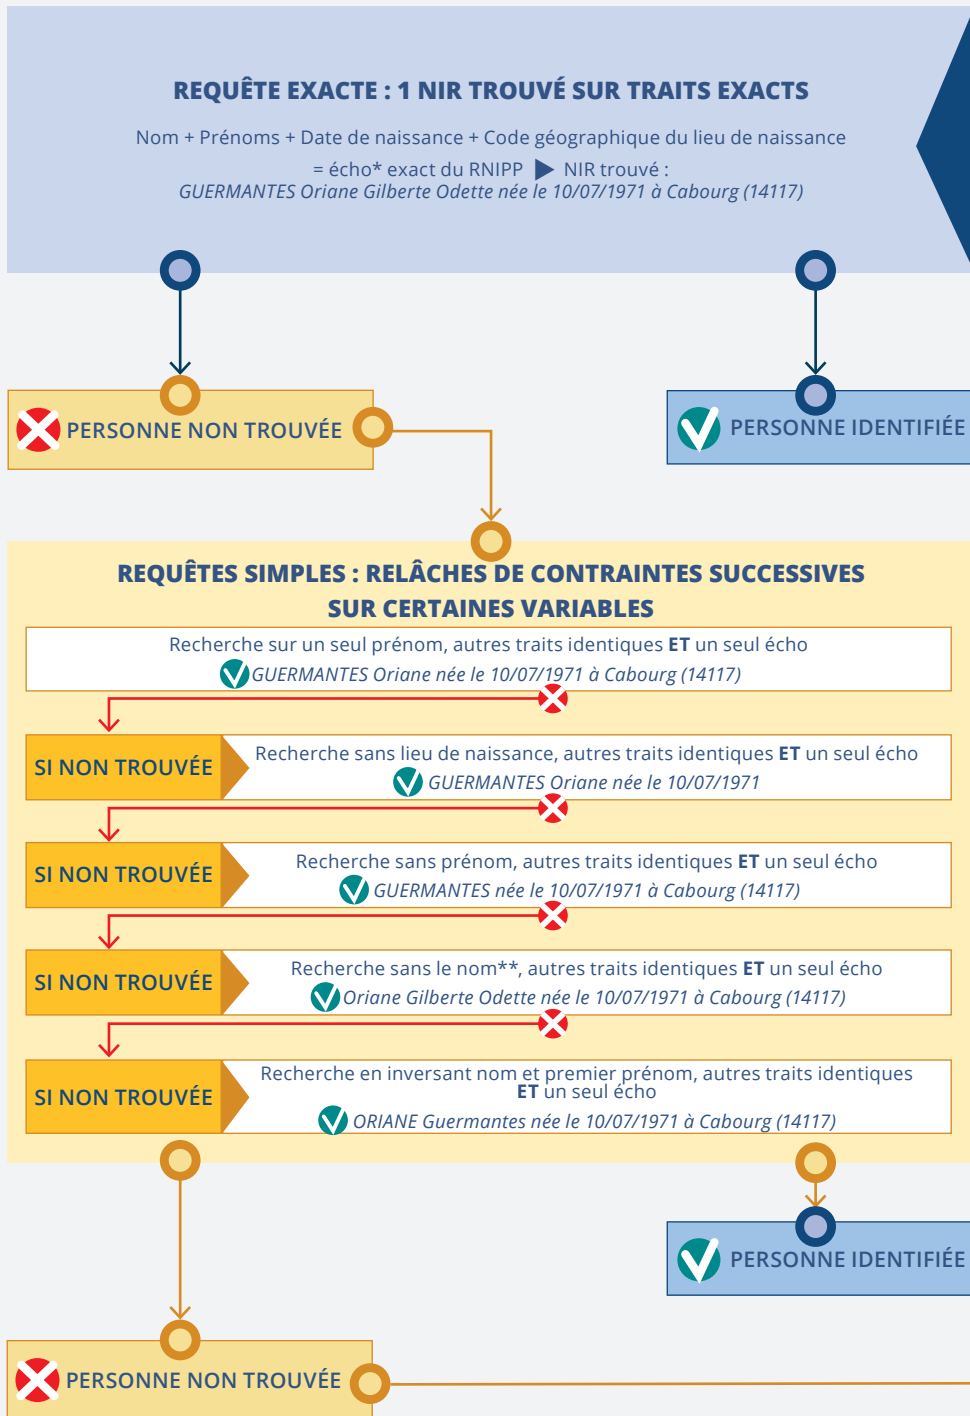 REQUÊTE EXACTE : 1 NIR TROUVÉ SUR TRAITS EXACTS
Nom + Prénoms + Date de naissance + Code géographique du lieu de naissance
= écho* exact du RNIPP ▶ NIR trouvé :
GUERMANTES Oriane Gilberte Odette née le 10/07/1971 à Cabourg (14117)
PERSONNE NON TROUVÉE
PERSONNE IDENTIFIÉE
REQUÊTES SIMPLES : RELÂCHES DE CONTRAINTES SUCCESSIVES
SUR CERTAINES VARIABLES
Recherche sur un seul prénom, autres traits identiques ET un seul écho
GUERMANTES Oriane née le 10/07/1971 à Cabourg (14117)
SI NON TROUVÉE
Recherche sans lieu de naissance, autres traits identiques ET un seul écho
GUERMANTES Oriane née le 10/07/1971
SI NON TROUVÉE
Recherche sans prénom, autres traits identiques ET un seul écho
GUERMANTES née le 10/07/1971 à Cabourg (14117)
SI NON TROUVÉE
Recherche sans le nom**, autres traits identiques ET un seul écho
Oriane Gilberte Odette née le 10/07/1971 à Cabourg (14117)
SI NON TROUVÉE
Recherche en inversant nom et premier prénom, autres traits identiques
ET un seul écho
ORIANE Guermantes née le 10/07/1971 à Cabourg (14117)
PERSONNE IDENTIFIÉE
PERSONNE NON TROUVÉE